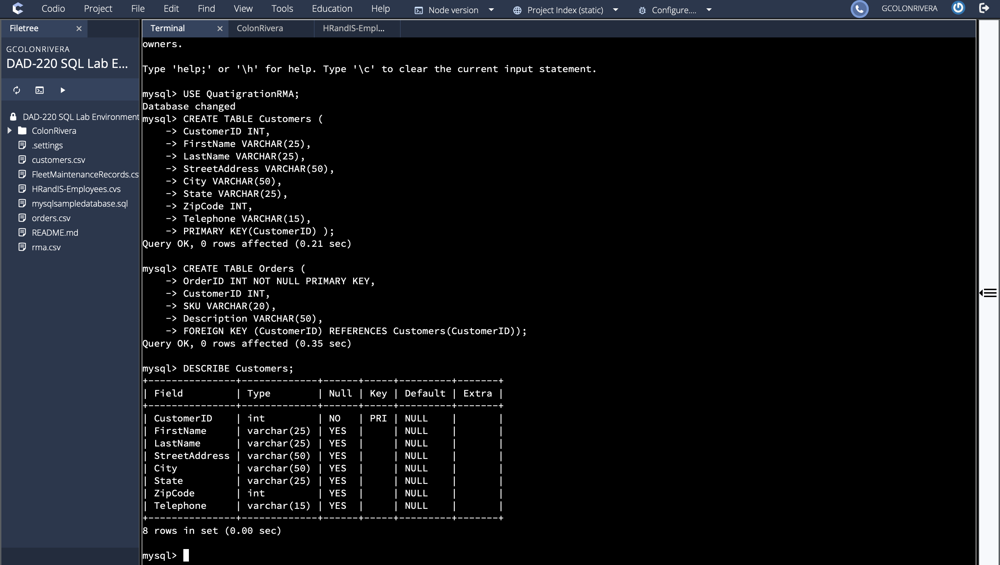 Codio Project File Edit Find View Tools Education Help Node version Project Index (static) Configure.... GCOLONRIVERA
Filetree
Terminal ColonRivera HRandIS-Empl...
GCOLONRIVERA
DAD-220 SQL Lab E...
DAD-220 SQL Lab Environment
ColonRivera
.settings
customers.csv
FleetMaintenanceRecords.cs
HRandIS-Employees.cvs
mysqlsampledatabase.sql
orders.csv
README.md
rma.csv
owners.
Type 'help;' or '\h' for help. Type '\c' to clear the current input statement.
mysql> USE QuatigrationRMA;
Database changed
mysql> CREATE TABLE Customers (
    -> CustomerID INT,
    -> FirstName VARCHAR(25),
    -> LastName VARCHAR(25),
    -> StreetAddress VARCHAR(50),
    -> City VARCHAR(50),
    -> State VARCHAR(25),
    -> ZipCode INT,
    -> Telephone VARCHAR(15),
    -> PRIMARY KEY(CustomerID) );
Query OK, 0 rows affected (0.21 sec)
mysql> CREATE TABLE Orders (
    -> OrderID INT NOT NULL PRIMARY KEY,
    -> CustomerID INT,
    -> SKU VARCHAR(20),
    -> Description VARCHAR(50),
    -> FOREIGN KEY (CustomerID) REFERENCES Customers(CustomerID));
Query OK, 0 rows affected (0.35 sec)
mysql> DESCRIBE Customers;
+---------------+-------------+------+-----+---------+-------+
| Field         | Type        | Null | Key | Default | Extra |
+---------------+-------------+------+-----+---------+-------+
| CustomerID    | int         | NO   | PRI | NULL    |       |
| FirstName     | varchar(25) | YES  |     | NULL    |       |
| LastName      | varchar(25) | YES  |     | NULL    |       |
| StreetAddress | varchar(50) | YES  |     | NULL    |       |
| City          | varchar(50) | YES  |     | NULL    |       |
| State         | varchar(25) | YES  |     | NULL    |       |
| ZipCode       | int         | YES  |     | NULL    |       |
| Telephone     | varchar(15) | YES  |     | NULL    |       |
+---------------+-------------+------+-----+---------+-------+
8 rows in set (0.00 sec)
mysql>